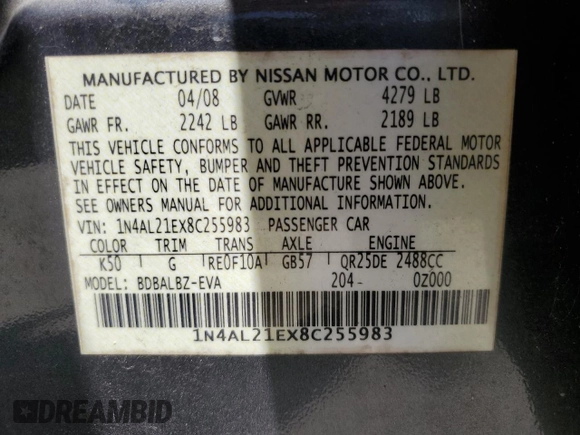 MANUFACTURED BY NISSAN MOTOR CO., LTD.
DATE 04/08 GVWR 4279 LB
GAWR FR. 2242 LB GAWR RR. 2189 LB
THIS VEHICLE CONFORMS TO ALL APPLICABLE FEDERAL MOTOR
VEHICLE SAFETY, BUMPER AND THEFT PREVENTION STANDARDS
IN EFFECT ON THE DATE OF MANUFACTURE SHOWN ABOVE.
SEE OWNERS MANUAL FOR ADDITIONAL INFORMATION.
VIN: 1N4AL21EX8C255983 PASSENGER CAR
COLOR TRIM TRANS AXLE ENGINE
K50 G RE0F10A GB57 QR25DE 2488CC
MODEL: BDBALBZ-EVA 204- 0Z000
1N4AL21EX8C255983
DREAMBID